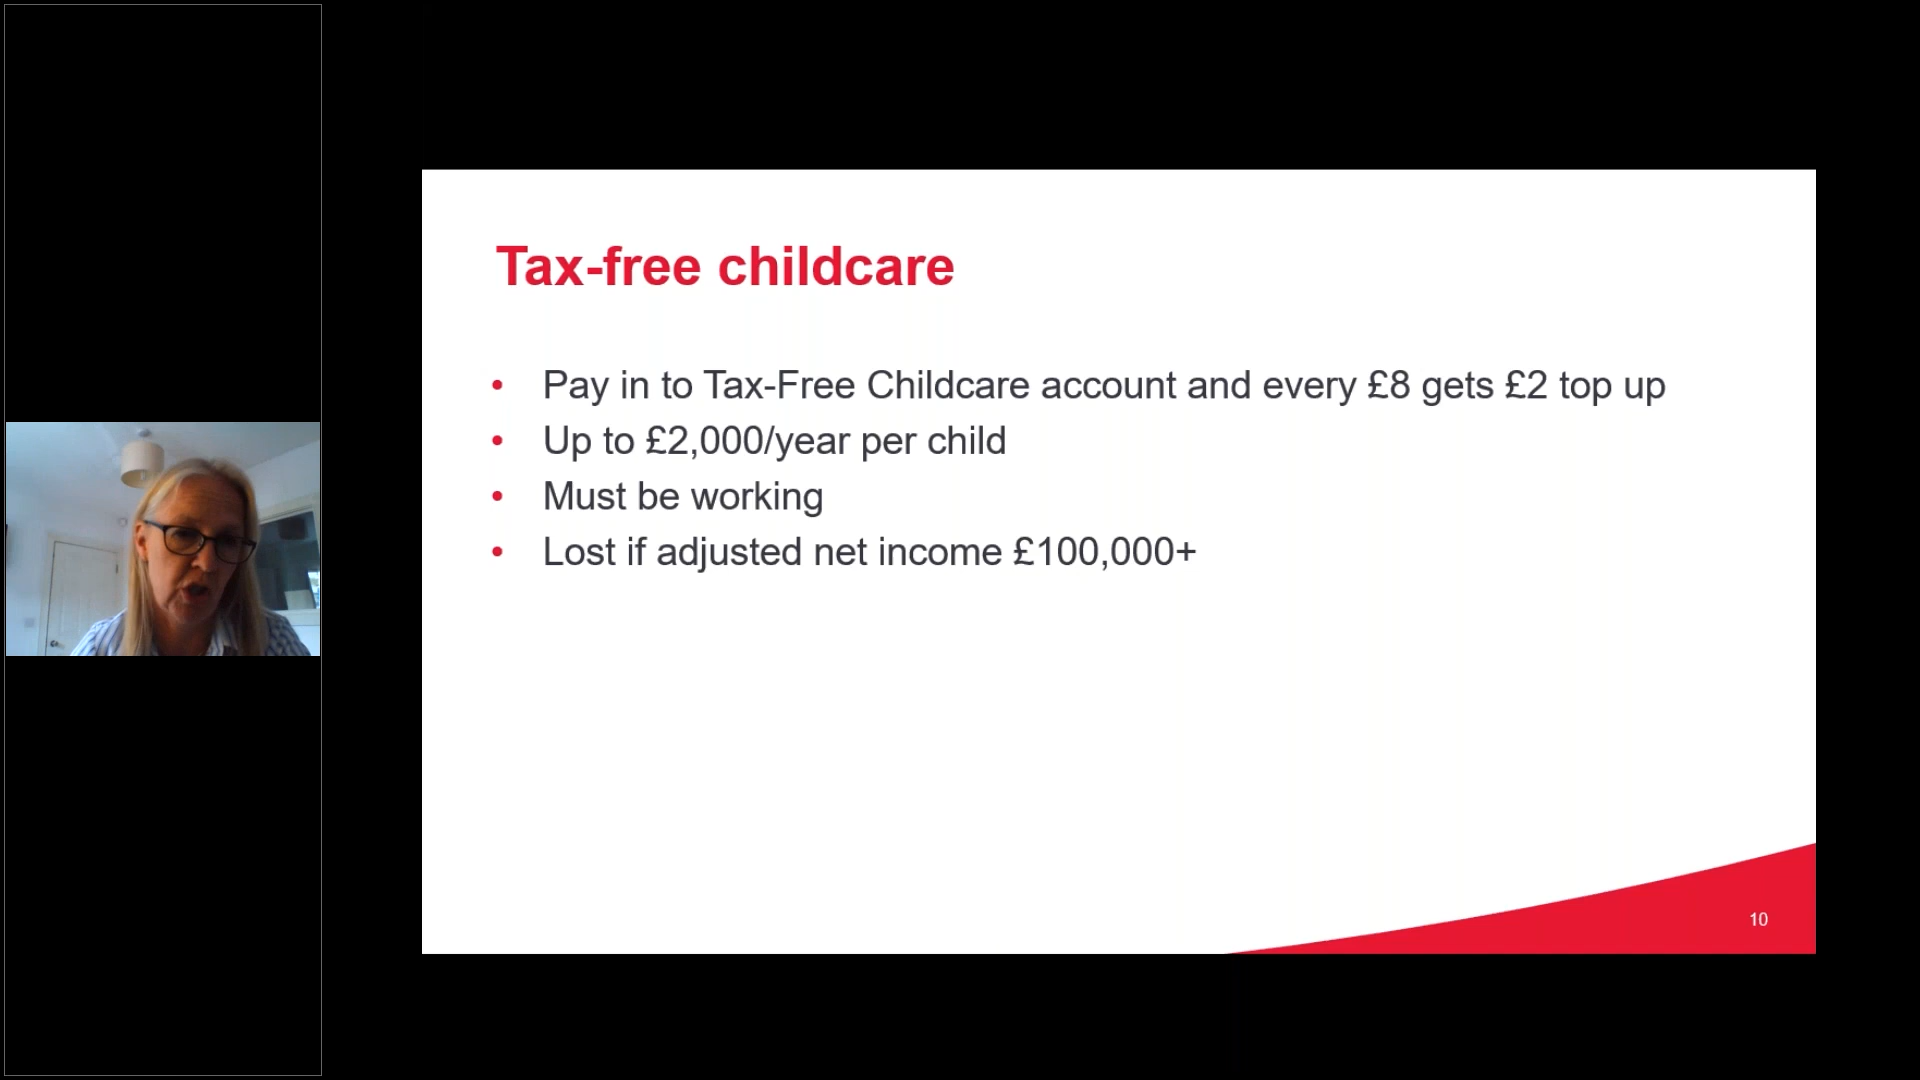 Tax-free childcare
• Pay in to Tax-Free Childcare account and every £8 gets £2 top up
• Up to £2,000/year per child
• Must be working
• Lost if adjusted net income £100,000+
10